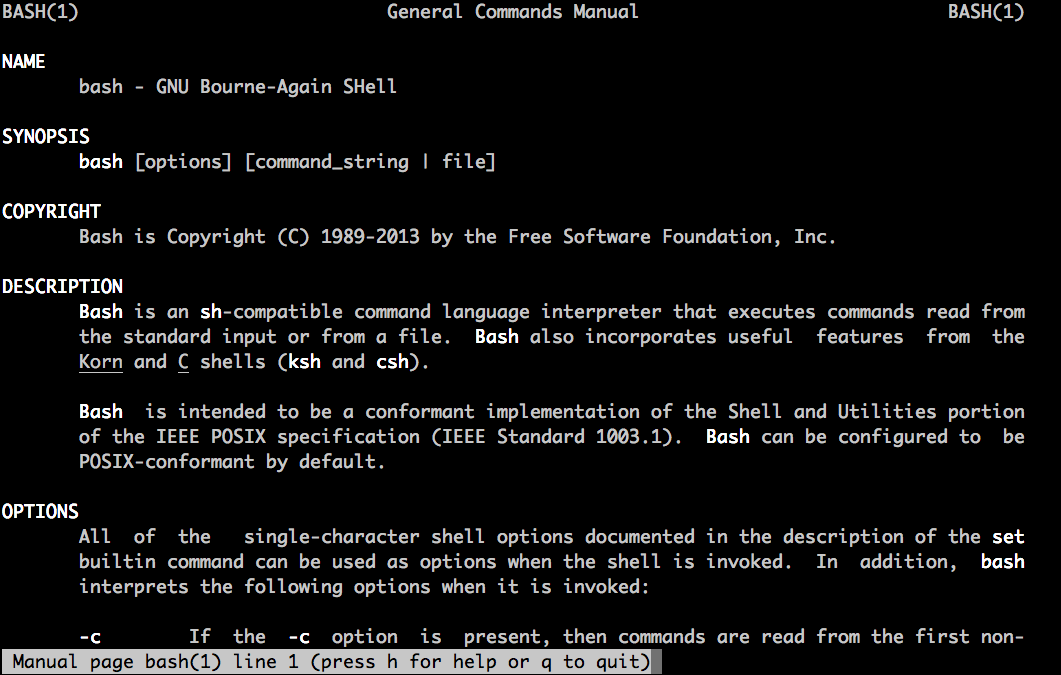 BASH(1) General Commands Manual BASH(1)
NAME
bash - GNU Bourne-Again SHell
SYNOPSIS
bash [options] [command_string | file]
COPYRIGHT
Bash is Copyright (C) 1989-2013 by the Free Software Foundation, Inc.
DESCRIPTION
Bash is an sh-compatible command language interpreter that executes commands read from
the standard input or from a file.  Bash also incorporates useful  features  from  the
Korn and C shells (ksh and csh).
Bash  is intended to be a conformant implementation of the Shell and Utilities portion
of the IEEE POSIX specification (IEEE Standard 1003.1).  Bash can be configured to  be
POSIX-conformant by default.
OPTIONS
All  of  the   single-character shell options documented in the description of the set
builtin command can be used as options when the shell is invoked.  In  addition,  bash
interprets the following options when it is invoked:
-c        If  the  -c  option  is  present, then commands are read from the first non-
Manual page bash(1) line 1 (press h for help or q to quit)